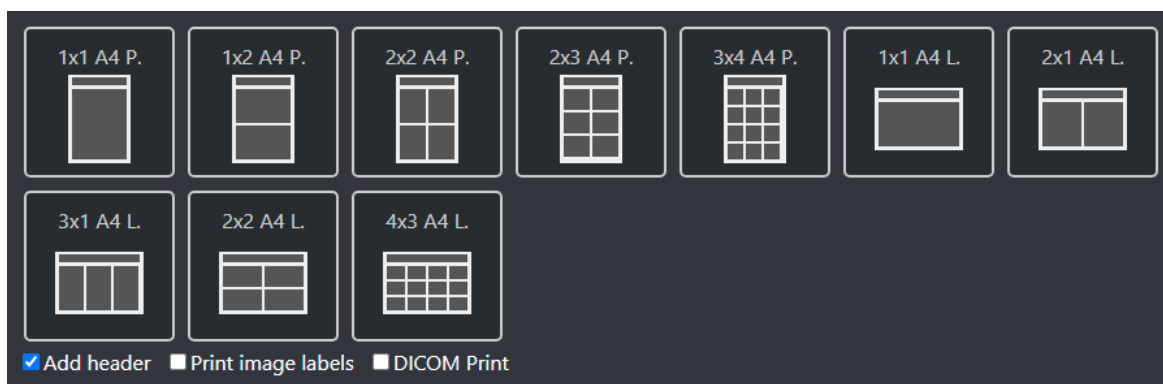 1x1 A4 P.
1x2 A4 P.
2x2 A4 P.
2x3 A4 P.
3x4 A4 P.
1x1 A4 L.
2x1 A4 L.
3x1 A4 L.
2x2 A4 L.
4x3 A4 L.
Add header
Print image labels
DICOM Print